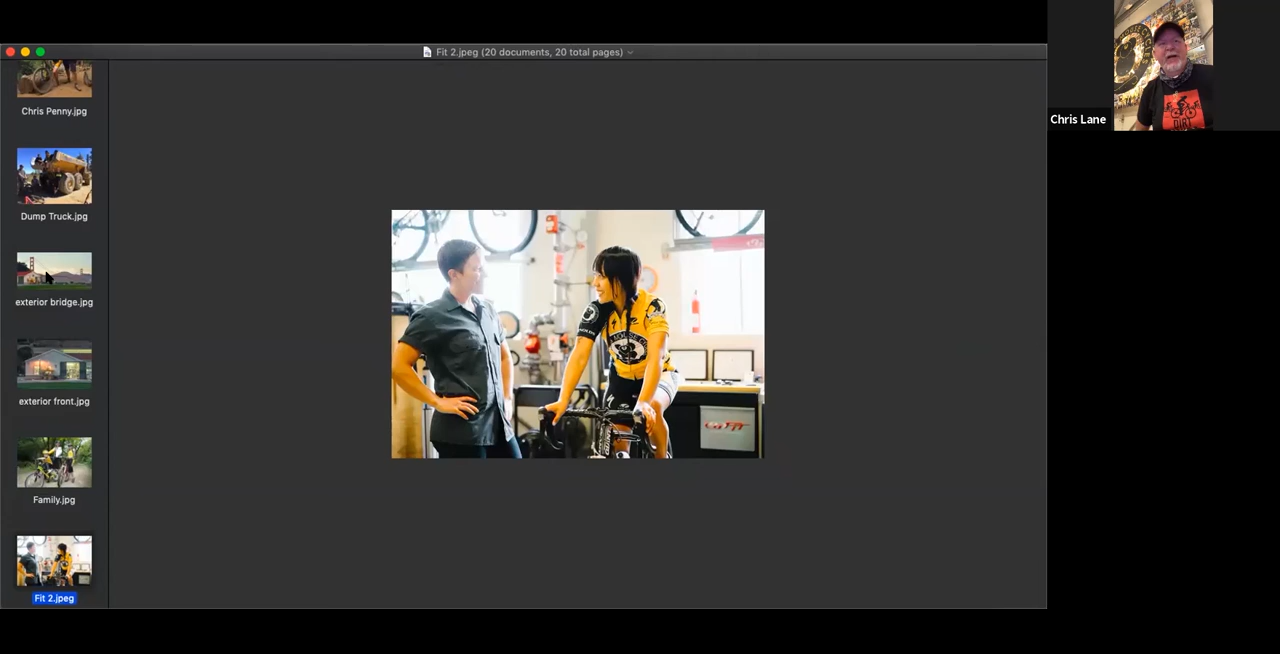 Fit 2.jpeg (20 documents, 20 total pages)
Chris Penny.jpg
Dump Truck.jpg
exterior bridge.jpg
exterior front.jpg
Family.jpg
Fit 2.jpeg
Chris Lane
DIRT